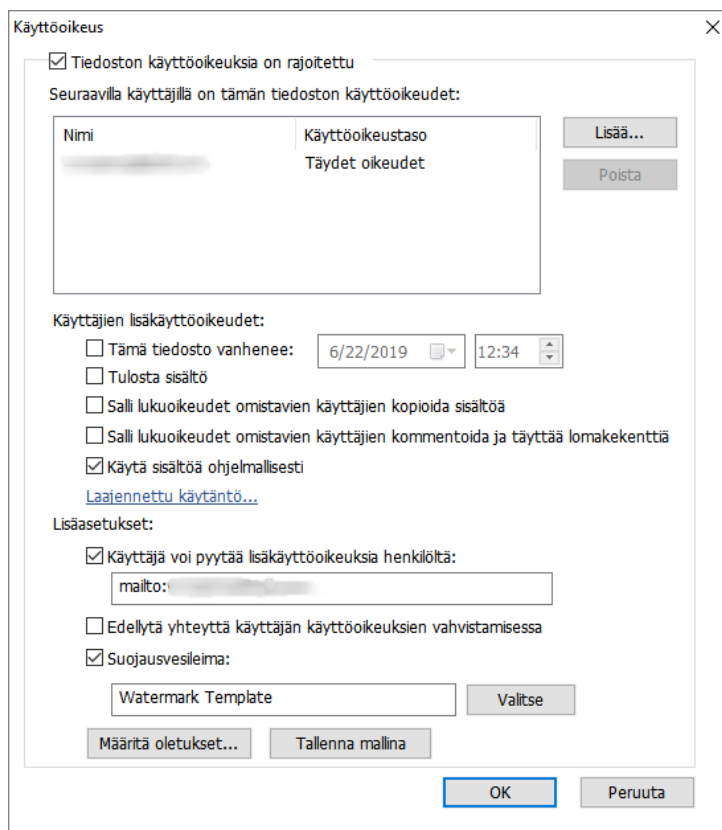 Käyttöoikeus
Tiedoston käyttöoikeuksia on rajoitettu
Seuraavilla käyttäjillä on tämän tiedoston käyttöoikeudet:
Nimi Käyttöoikeustaso
Täydet oikeudet
Lisää...
Poista
Käyttäjien lisäkäyttöoikeudet:
Tämä tiedosto vanhenee: 6/22/2019 12:34
Tulosta sisältö
Salli lukuoikeudet omistavien käyttäjien kopioida sisältöä
Salli lukuoikeudet omistavien käyttäjien kommentoida ja täyttää lomakekenttiä
Käytä sisältöä ohjelmallisesti
Laajennettu käytäntö...
Lisäasetukset:
Käyttäjä voi pyytää lisäkäyttöoikeuksia henkilöltä:
mailto:
Edellytä yhteyttä käyttäjän käyttöoikeuksien vahvistamisessa
Suojausvesileima:
Watermark Template Valitse
Määritä oletukset... Tallenna mallina
OK Peruuta